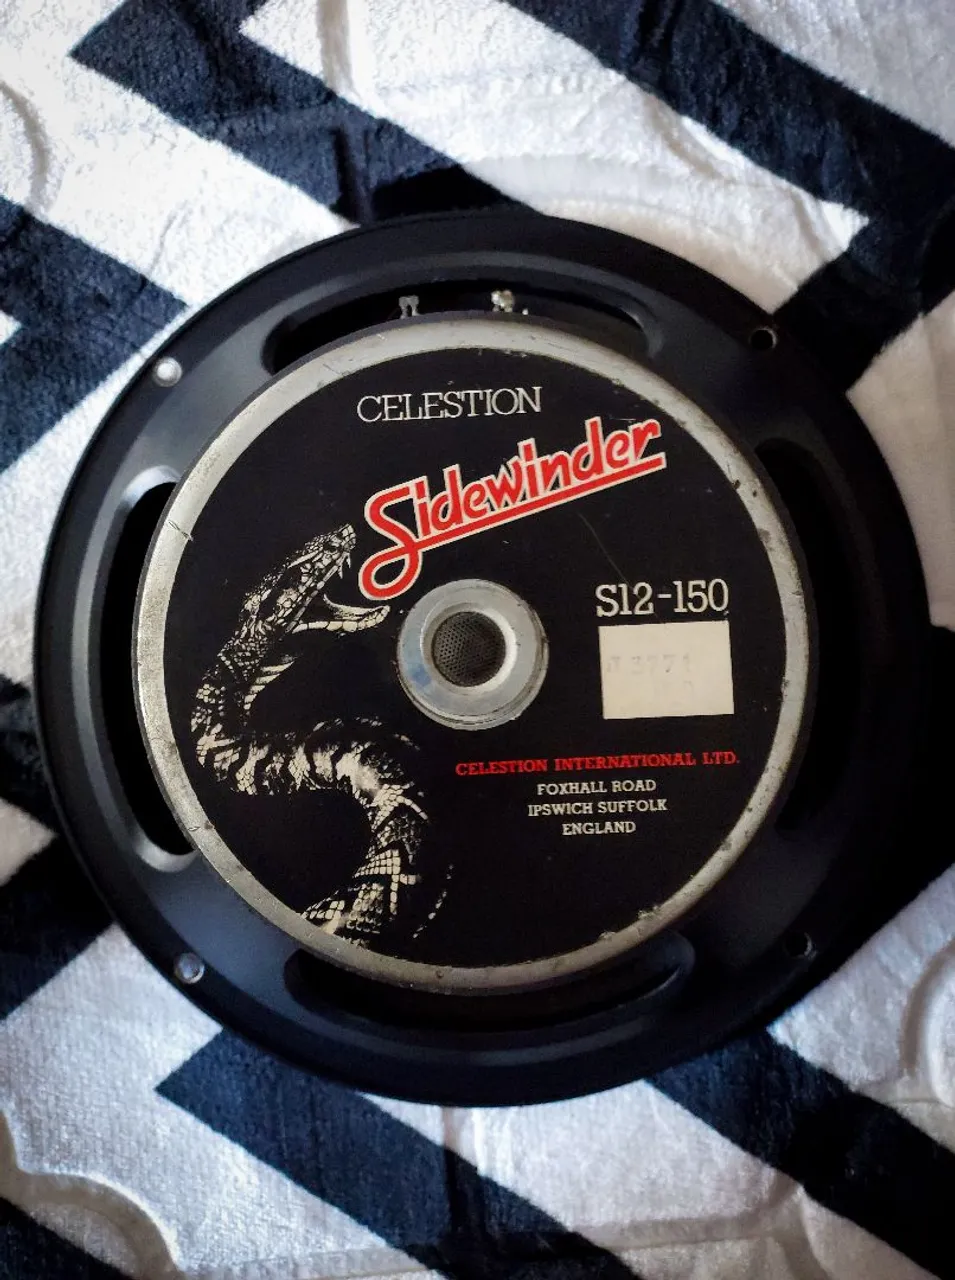 CELESTION
Sidewinder
S12-150
CELESTION INTERNATIONAL LTD.
FOXHALL ROAD
IPSWICH SUFFOLK
ENGLAND